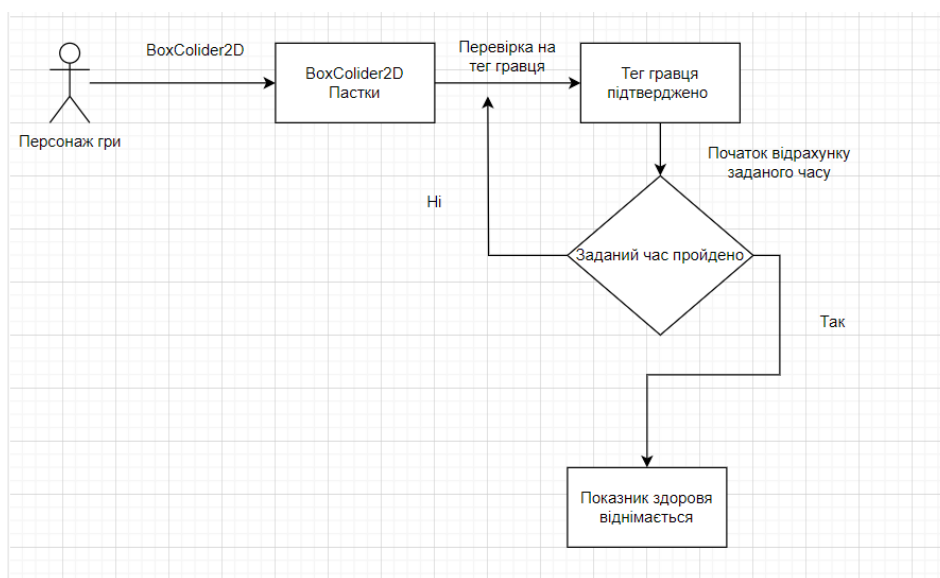 BoxColider2D
Персонаж гри
BoxColider2D
Пастки
Перевірка на
тег гравця
Тег гравця
підтверджено
Початок відрахунку
заданого часу
Ні
Заданий час пройдено
Так
Показник здоровя
віднімається